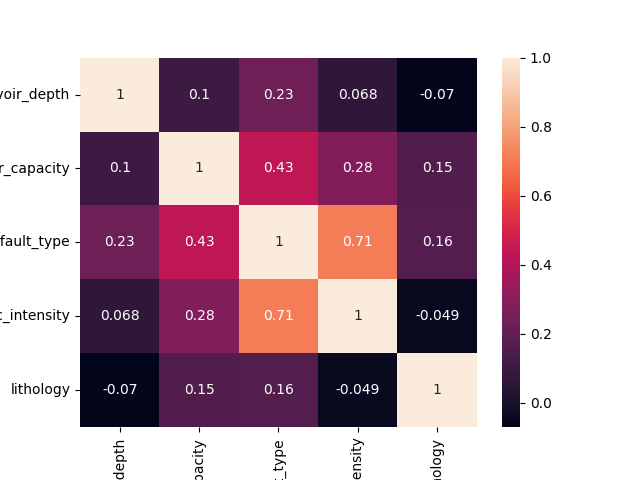 voir_depth 1 0.1 0.23 0.068 -0.07
r_capacity 0.1 1 0.43 0.28 0.15
fault_type 0.23 0.43 1 0.71 0.16
c_intensity 0.068 0.28 0.71 1 -0.049
lithology -0.07 0.15 0.16 -0.049 1
depth
pacity
t_type
ensity
ology
1.0
0.8
0.6
0.4
0.2
0.0